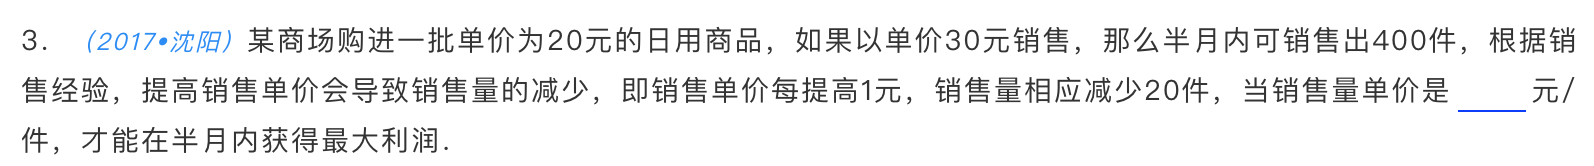 3. （2017•沈阳）某商场购进一批单价为20元的日用商品，如果以单价30元销售，那么半月内可销售出400件，根据销
售经验，提高销售单价会导致销售量的减少，即销售单价每提高1元，销售量相应减少20件，当销售量单价是____元/
件，才能在半月内获得最大利润.